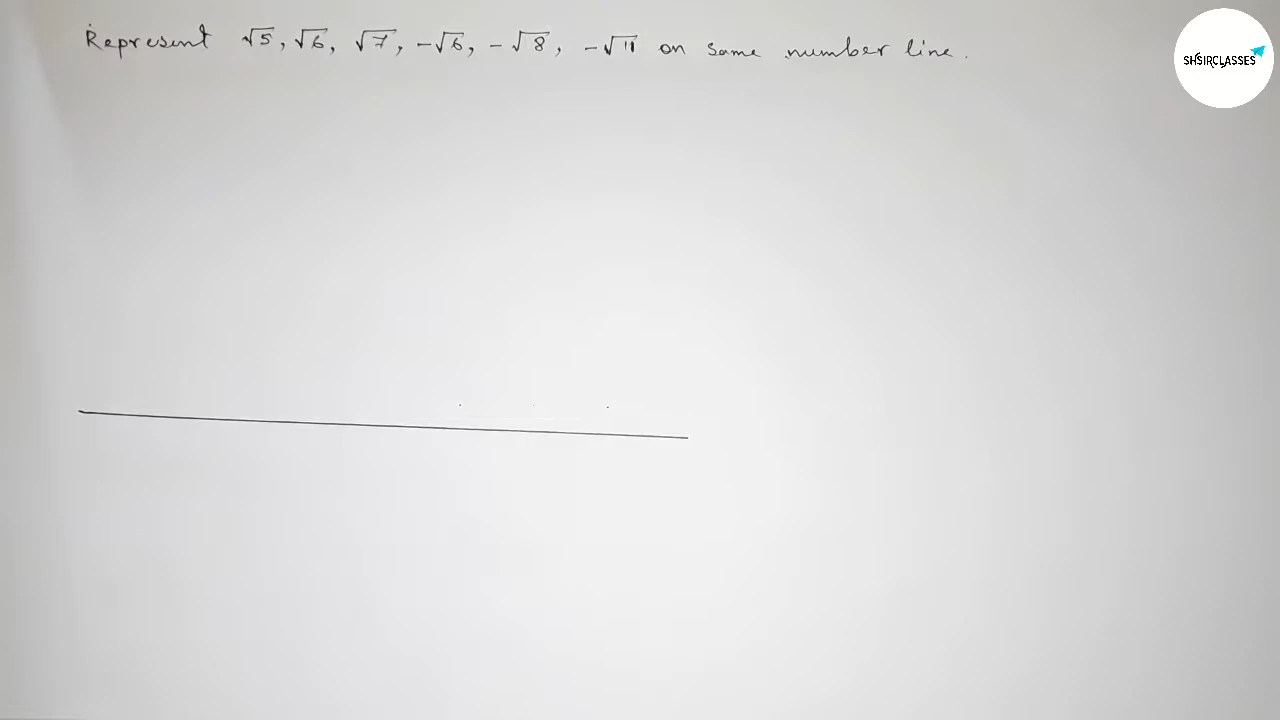 Represent √5, √6, √7, -√6, -√8, -√11 on same number line.
SHSIRCLASSES